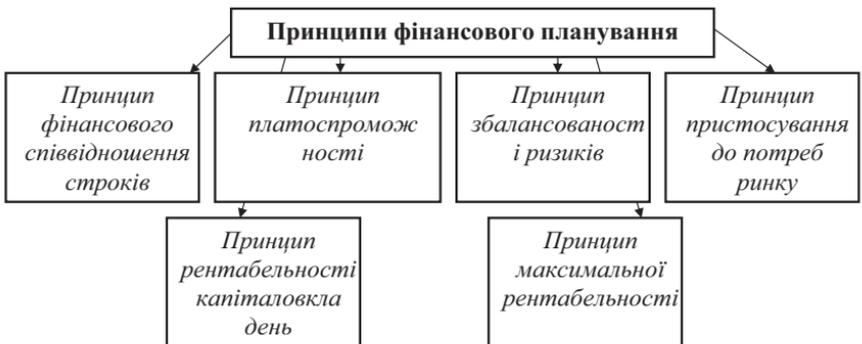 Принципи фінансового планування
Принцип
фінансового
співвідношення
строків
Принцип
платоспромож
ності
Принцип
збалансованост
і ризиків
Принцип
пристосування
до потреб
ринку
Принцип
рентабельності
капіталовкла
день
Принцип
максимальної
рентабельності